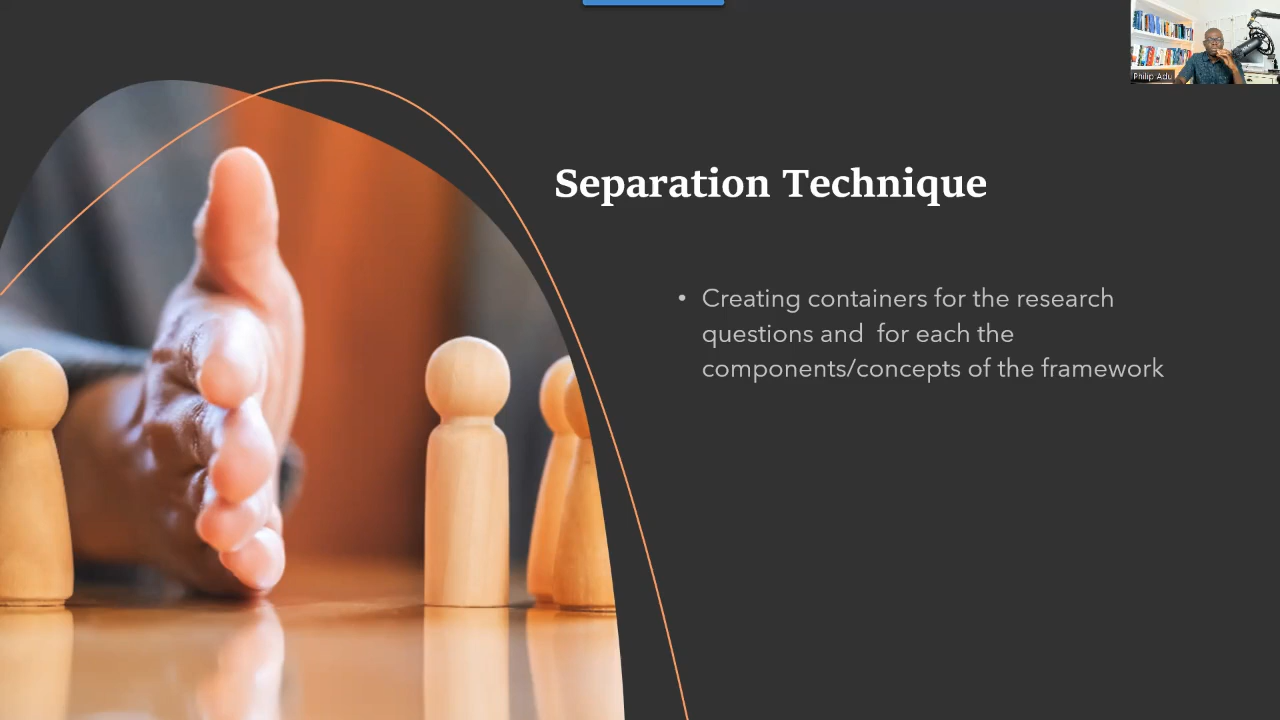 Philip Adu
Separation Technique
• Creating containers for the research
questions and  for each the
components/concepts of the framework